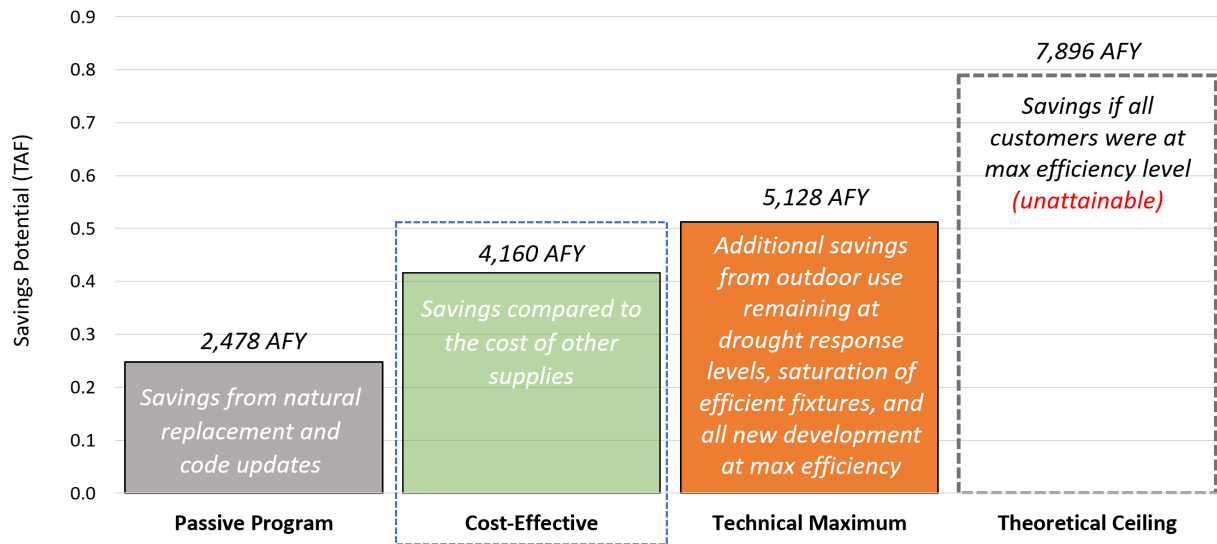 Savings Potential (TAF)
0.9
0.8
0.7
0.6
0.5
0.4
0.3
0.2
0.1
0.0
2,478 AFY
Savings from natural
replacement and
code updates
Passive Program
4,160 AFY
Savings compared to
the cost of other
supplies
Cost-Effective
5,128 AFY
Additional savings
from outdoor use
remaining at
drought response
levels, saturation of
efficient fixtures, and
all new development
at max efficiency
Technical Maximum
7,896 AFY
Savings if all
customers were at
max efficiency level
(unattainable)
Theoretical Ceiling